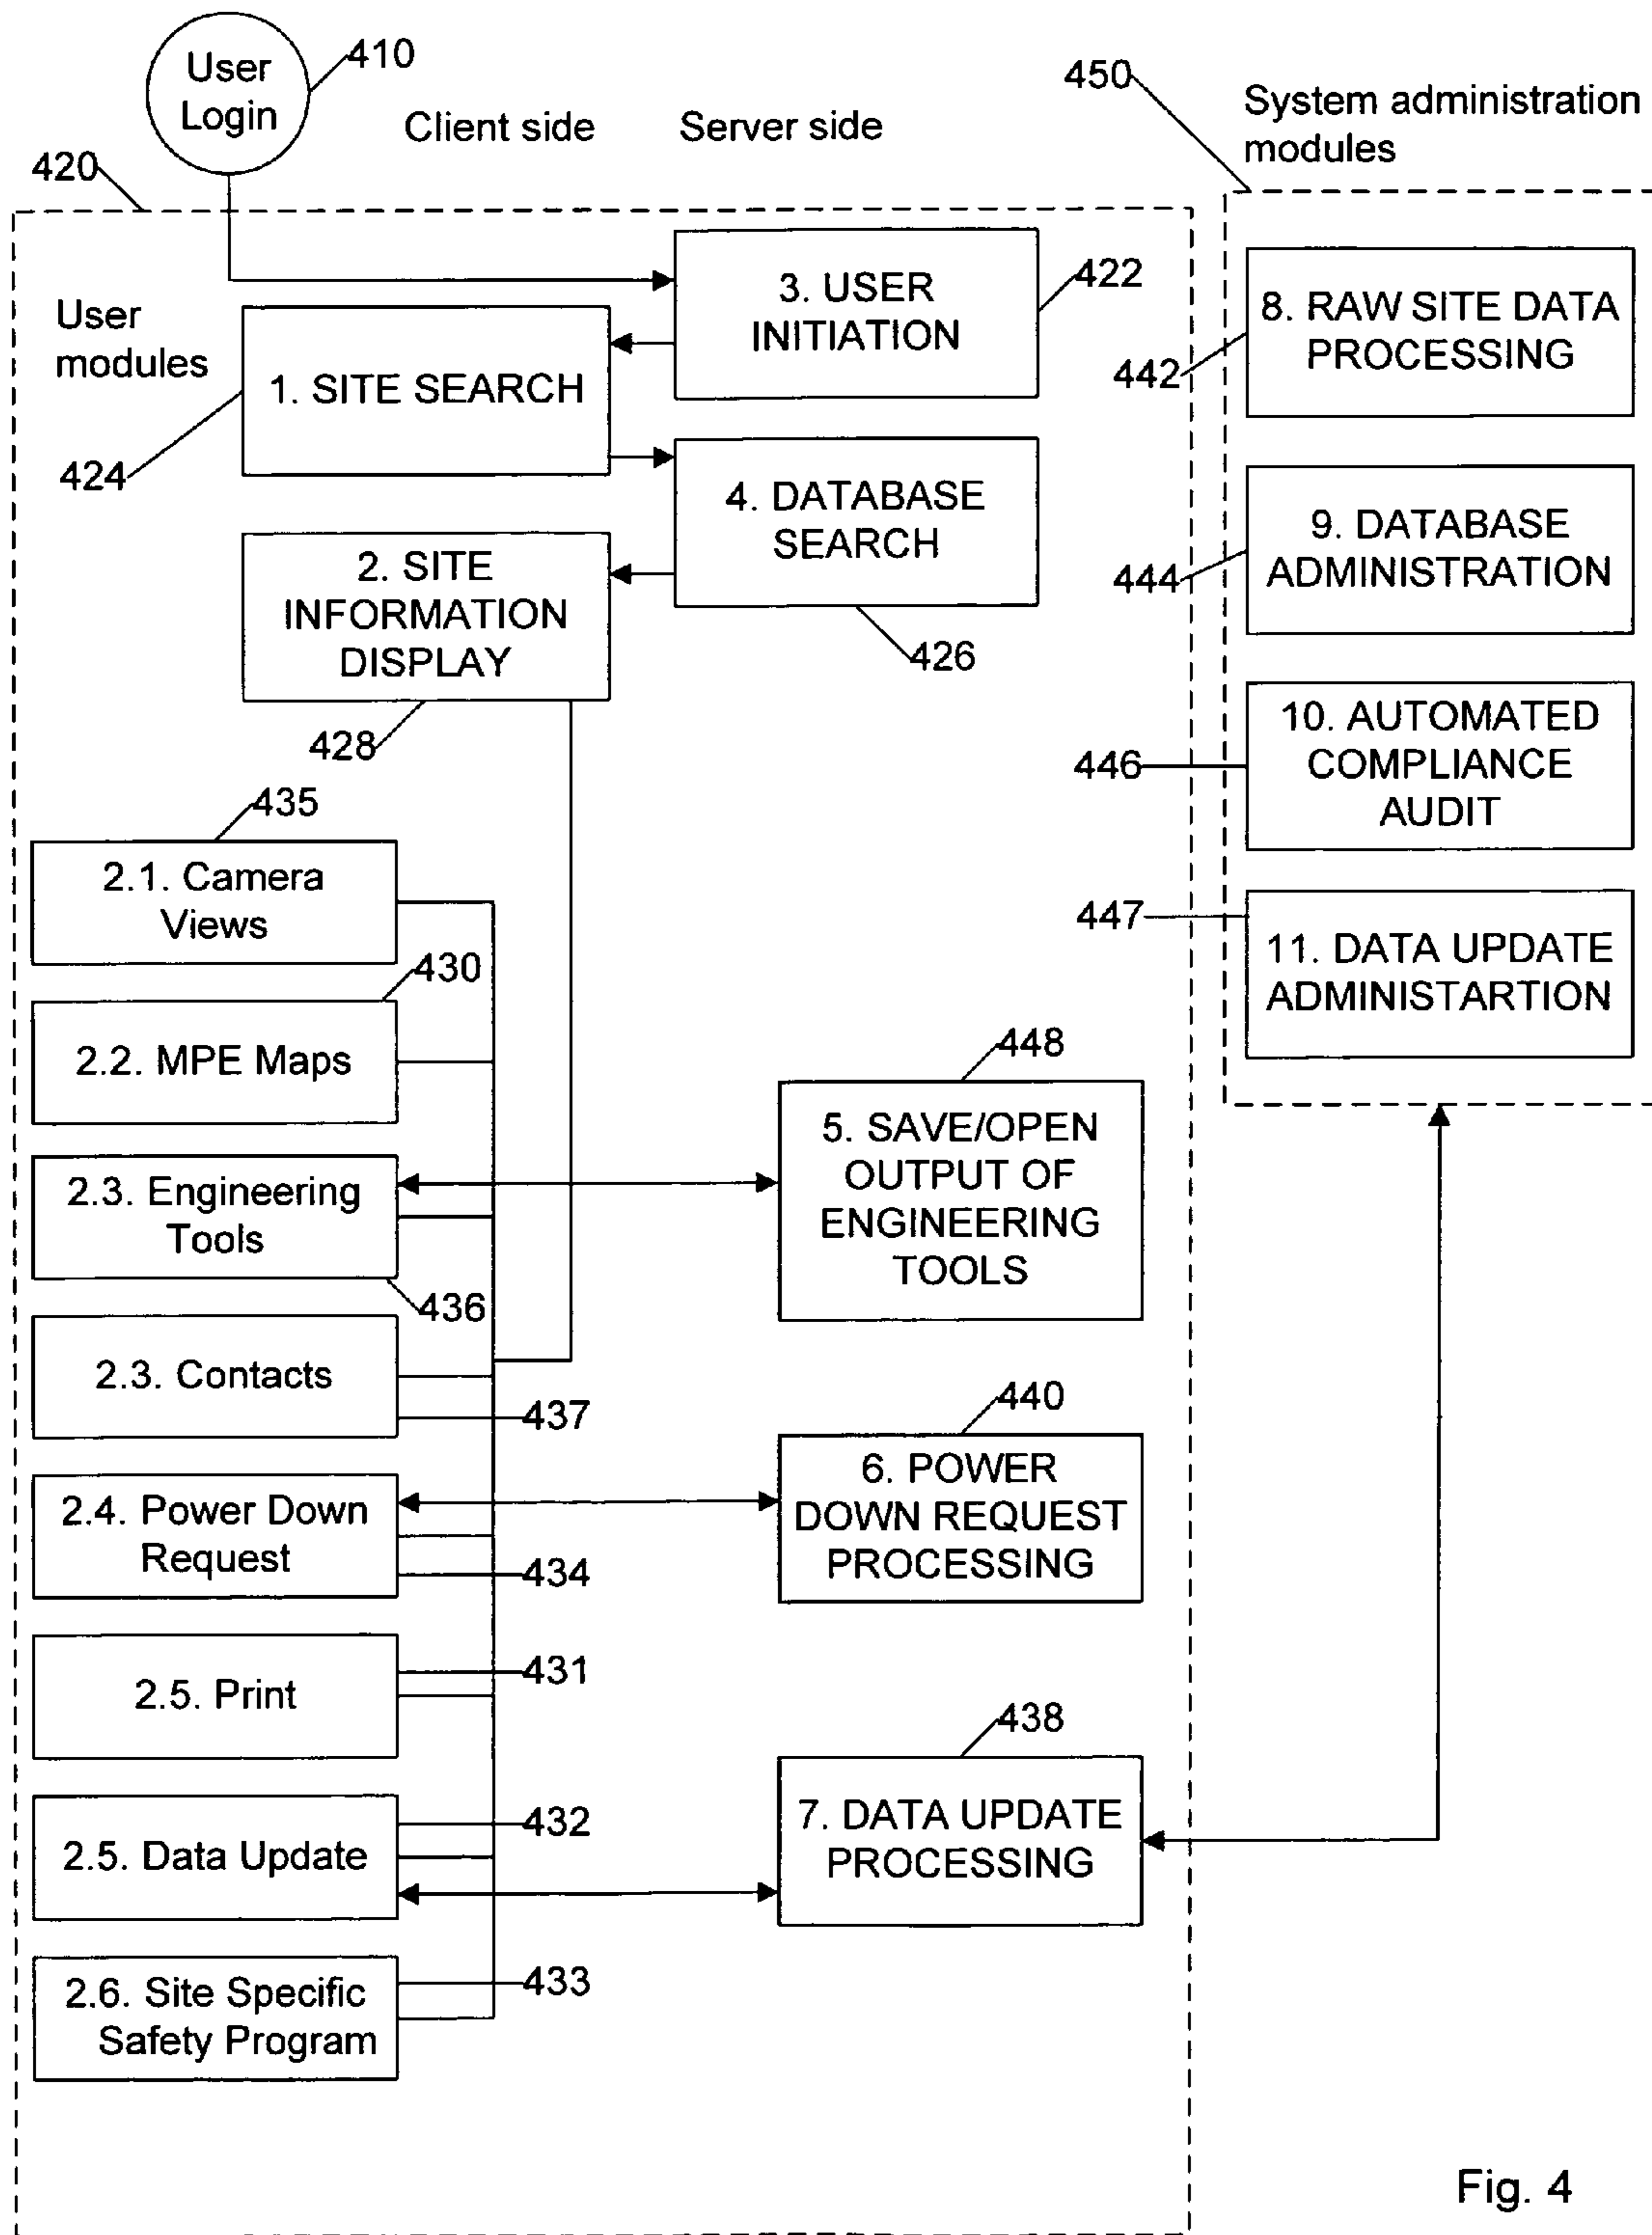 User
Login
410
Client side
Server side
450
System administration
modules
420
User
modules
3. USER
INITIATION
422
1. SITE SEARCH
424
4. DATABASE
SEARCH
426
2. SITE
INFORMATION
DISPLAY
428
8. RAW SITE DATA
PROCESSING
442
9. DATABASE
ADMINISTRATION
444
10. AUTOMATED
COMPLIANCE
AUDIT
446
11. DATA UPDATE
ADMINISTARTION
447
435
2.1. Camera
Views
430
2.2. MPE Maps
2.3. Engineering
Tools
436
448
5. SAVE/OPEN
OUTPUT OF
ENGINEERING
TOOLS
2.3. Contacts
437
440
6. POWER
DOWN REQUEST
PROCESSING
2.4. Power Down
Request
434
2.5. Print
431
438
7. DATA UPDATE
PROCESSING
2.5. Data Update
432
2.6. Site Specific
Safety Program
433
Fig. 4